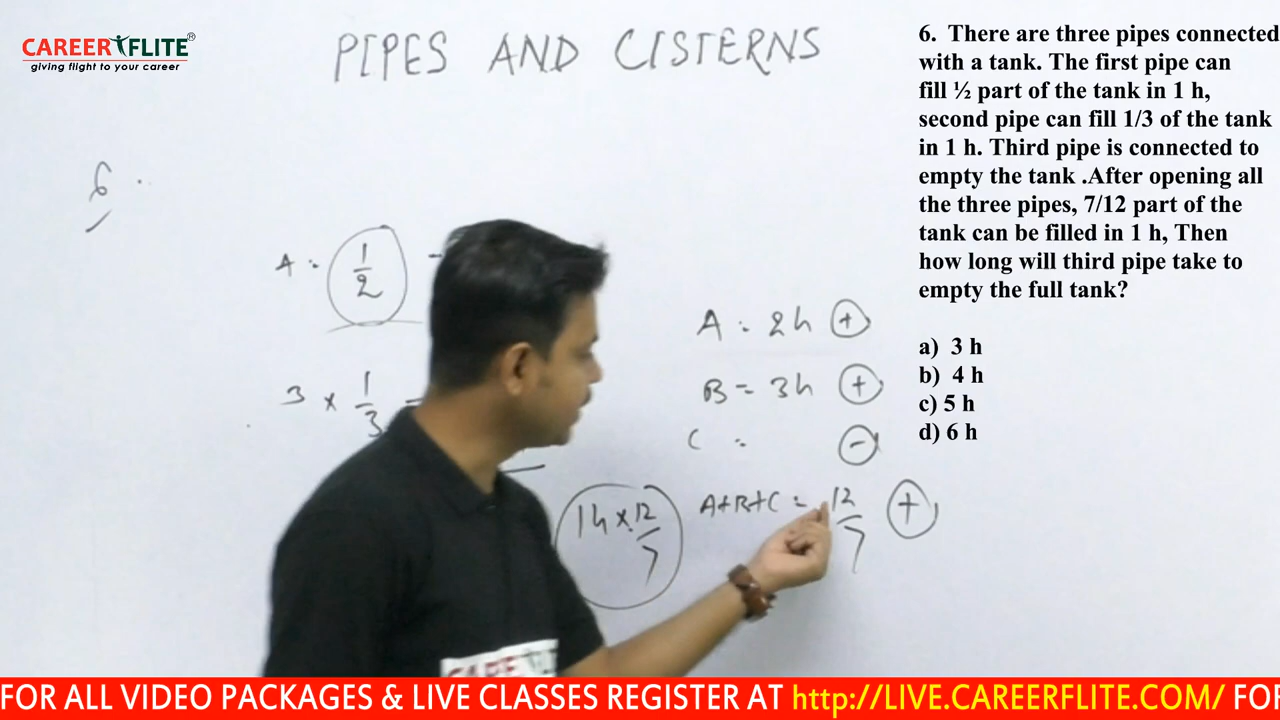 CAREER FLITE®
giving flight to your career
PIPES AND CISTERNS
6.
A = 1/2 -
3 × 1/3
1h × 12/7
A = 2h +
B = 3h +
C = -
A+B+C = 12/7 +
6. There are three pipes connected
with a tank. The first pipe can
fill ½ part of the tank in 1 h,
second pipe can fill 1/3 of the tank
in 1 h. Third pipe is connected to
empty the tank .After opening all
the three pipes, 7/12 part of the
tank can be filled in 1 h, Then
how long will third pipe take to
empty the full tank?
a) 3 h
b) 4 h
c) 5 h
d) 6 h
FOR ALL VIDEO PACKAGES & LIVE CLASSES REGISTER AT http://LIVE.CAREERFLITE.COM/ FO